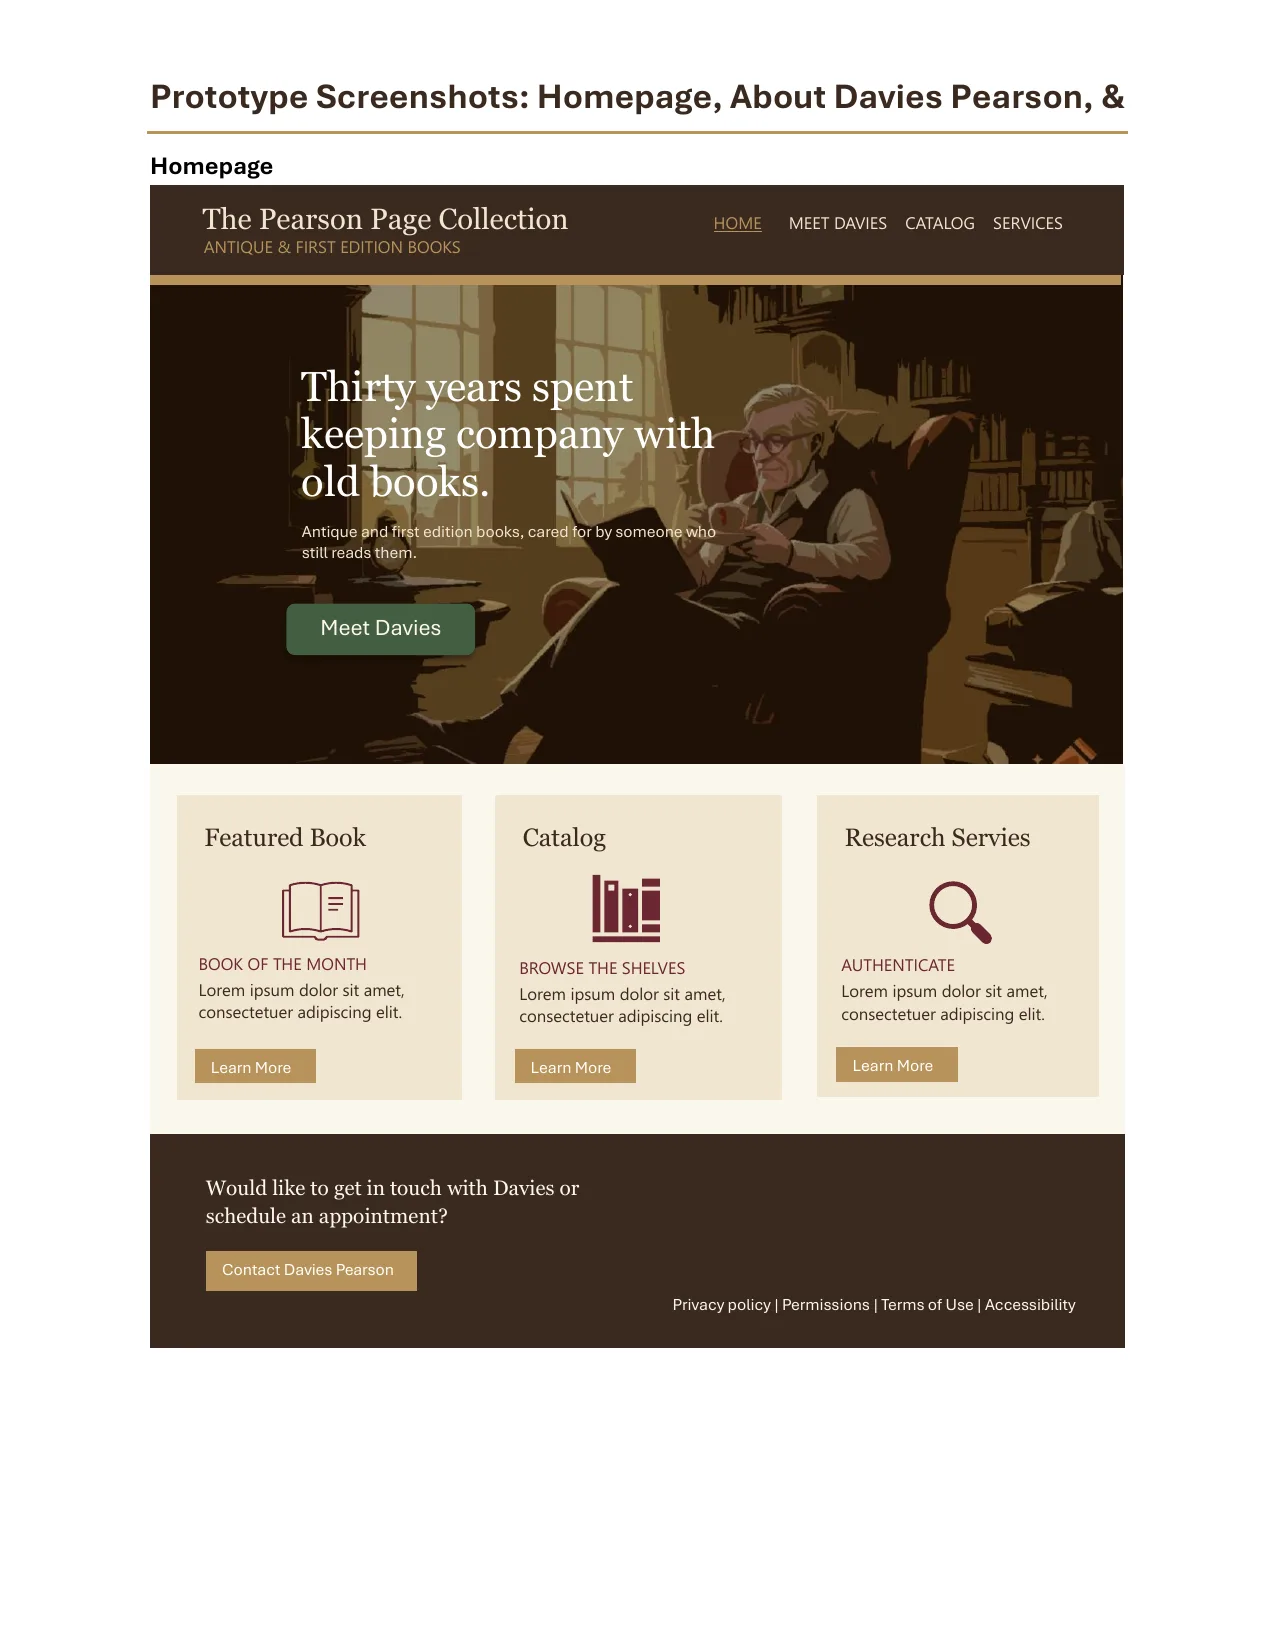 Prototype Screenshots: Homepage, About Davies Pearson, &
Homepage
The Pearson Page Collection
ANTIQUE & FIRST EDITION BOOKS
HOME MEET DAVIES CATALOG SERVICES
Thirty years spent
keeping company with
old books.
Antique and first edition books, cared for by someone who
still reads them.
Meet Davies
Featured Book
BOOK OF THE MONTH
Lorem ipsum dolor sit amet,
consectetuer adipiscing elit.
Learn More
Catalog
BROWSE THE SHELVES
Lorem ipsum dolor sit amet,
consectetuer adipiscing elit.
Learn More
Research Servies
AUTHENTICATE
Lorem ipsum dolor sit amet,
consectetuer adipiscing elit.
Learn More
Would like to get in touch with Davies or
schedule an appointment?
Contact Davies Pearson
Privacy policy | Permissions | Terms of Use | Accessibility